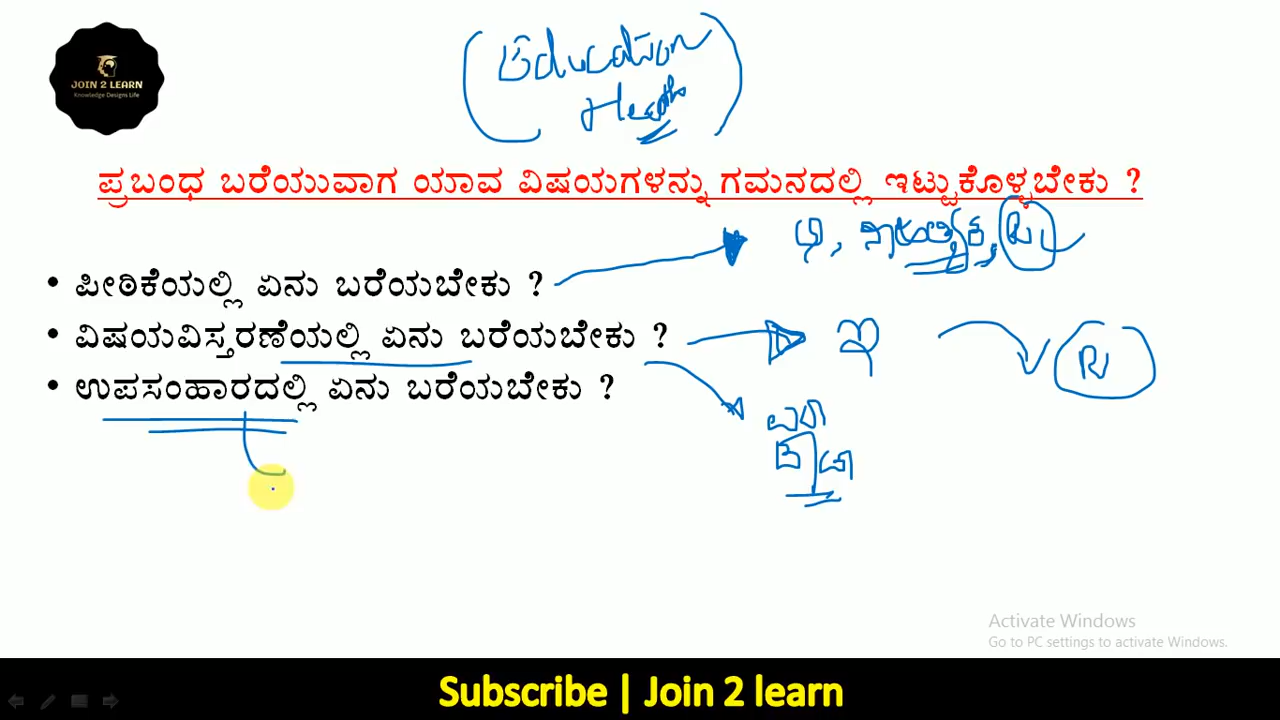 JOIN 2 LEARN
Knowledge Designs Life
Education
Health
ಪ್ರಬಂಧ ಬರೆಯುವಾಗ ಯಾವ ವಿಷಯಗಳನ್ನು ಗಮನದಲ್ಲಿ ಇಟ್ಟುಕೊಳ್ಳಬೇಕು ?
• ಪೀಠಿಕೆಯಲ್ಲಿ ಏನು ಬರೆಯಬೇಕು ?
• ವಿಷಯವಿಸ್ತರಣೆಯಲ್ಲಿ ಏನು ಬರೆಯಬೇಕು ?
• ಉಪಸಂಹಾರದಲ್ಲಿ ಏನು ಬರೆಯಬೇಕು ?
Activate Windows
Go to PC settings to activate Windows.
Subscribe | Join 2 learn